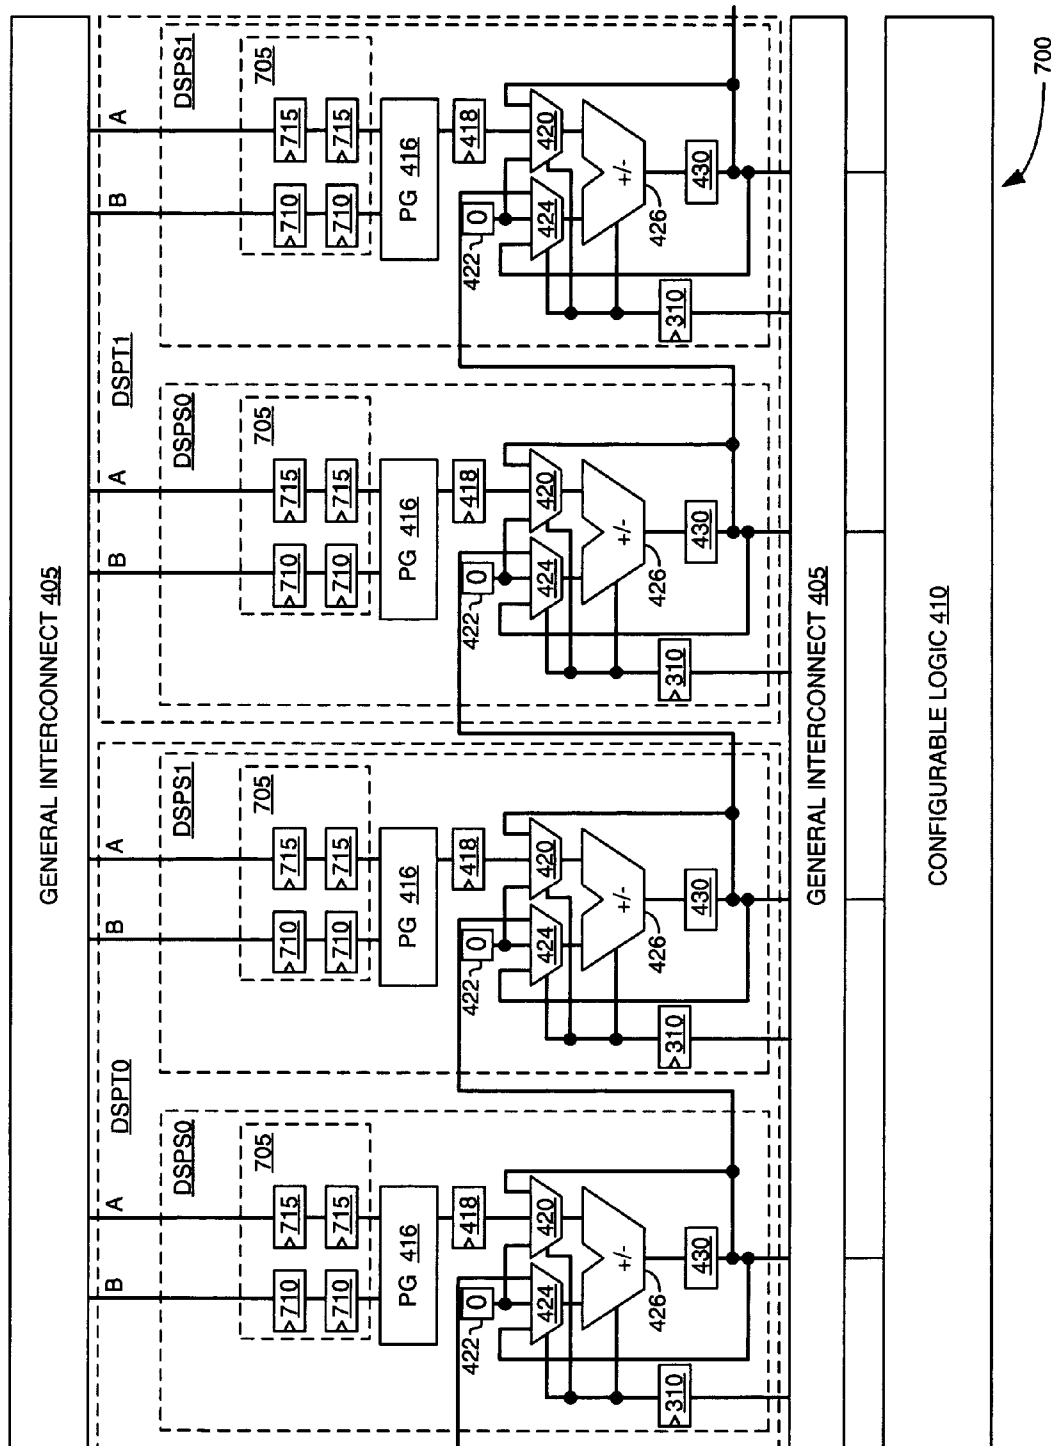 GENERAL INTERCONNECT 405
B A B A B A B A
DSPT0 DSPT1
DSPS0 DSPS1 DSPS0 DSPS1
705 705 705 705
710 715 710 715 710 715 710 715
710 715 710 715 710 715 710 715
PG 416 PG 416 PG 416 PG 416
422 0 418 422 0 418 422 0 418 422 0 418
424 420 424 420 424 420 424 420
+/- +/- +/- +/-
426 426 426 426
310 430 310 430 310 430 310 430
GENERAL INTERCONNECT 405
CONFIGURABLE LOGIC 410
700